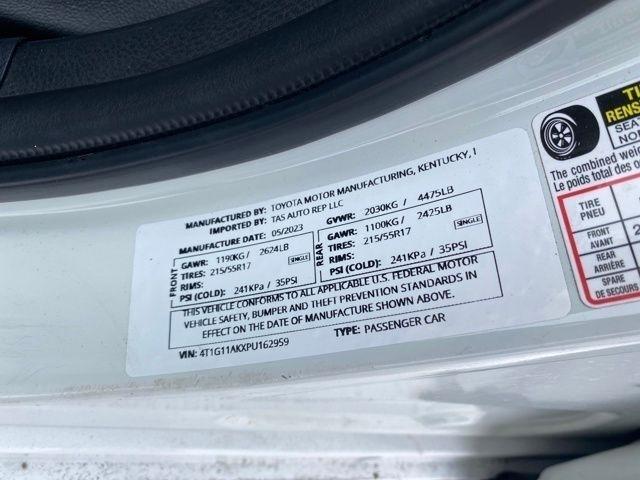 MANUFACTURED BY: TOYOTA MOTOR MANUFACTURING, KENTUCKY, I
IMPORTED BY: TAS AUTO REP LLC
MANUFACTURE DATE: 05/2023 GVWR: 2030KG / 4475LB
FRONT
GAWR: 1190KG / 2624LB
TIRES: 215/55R17 SINGLE
RIMS:
PSI (COLD): 241KPa / 35PSI
REAR
GAWR: 1100KG / 2425LB
TIRES: 215/55R17 SINGLE
RIMS:
PSI (COLD): 241KPa / 35PSI
THIS VEHICLE CONFORMS TO ALL APPLICABLE U.S. FEDERAL MOTOR
VEHICLE SAFETY, BUMPER AND THEFT PREVENTION STANDARDS IN
EFFECT ON THE DATE OF MANUFACTURE SHOWN ABOVE.
VIN: 4T1G11AKXPU162959 TYPE: PASSENGER CAR
TI
RENS
SEA
NO
The combined weig
Le poids total des o
TIRE
PNEU
FRONT
AVANT
2
REAR
ARRIÈRE
SPARE
DE SECOURS